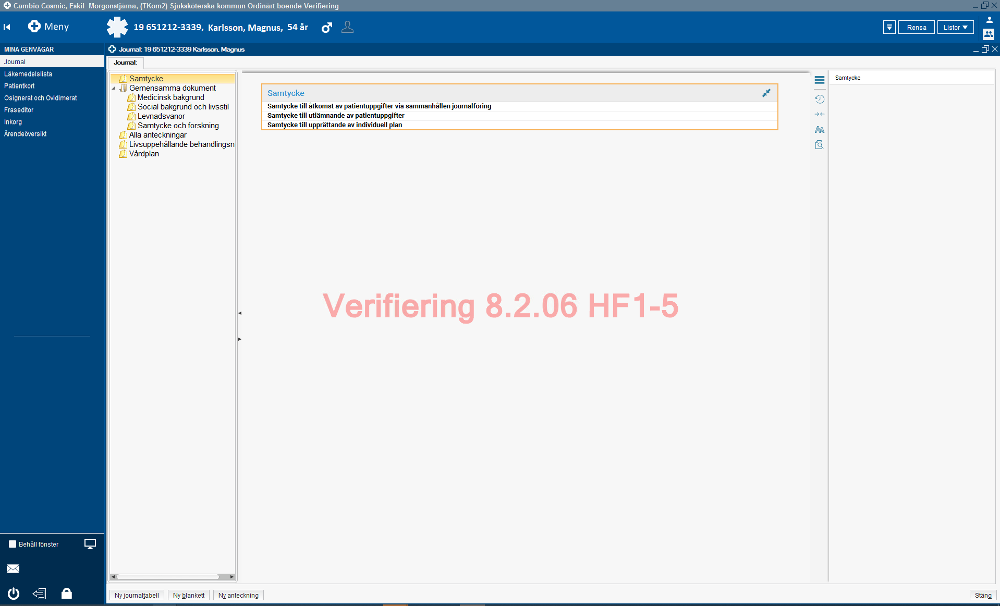 Cambio Cosmic, Eskil  Morgonstjärna, (TKom2) Sjuksköterska kommun Ordinärt boende Verifiering
Meny
19 651212-3339,  Karlsson, Magnus,  54 år
Rensa
Listor
MINA GENVÄGAR
Journal: 19 651212-3339 Karlsson, Magnus
Journal
Läkemedelslista
Patientkort
Osignerat och Ovidimerat
Fraseditor
Inkorg
Ärendeöversikt
Journal:
Samtycke
Gemensamma dokument
Medicinsk bakgrund
Social bakgrund och livsstil
Levnadsvanor
Samtycke och forskning
Alla anteckningar
Livsuppehållande behandlingsn
Vårdplan
Samtycke
Samtycke till åtkomst av patientuppgifter via sammanhållen journalföring
Samtycke till utlämnande av patientuppgifter
Samtycke till upprättande av individuell plan
AA
Samtycke
Verifiering 8.2.06 HF1-5
Behåll fönster
Ny journaltabell
Ny blankett
Ny anteckning
Stäng